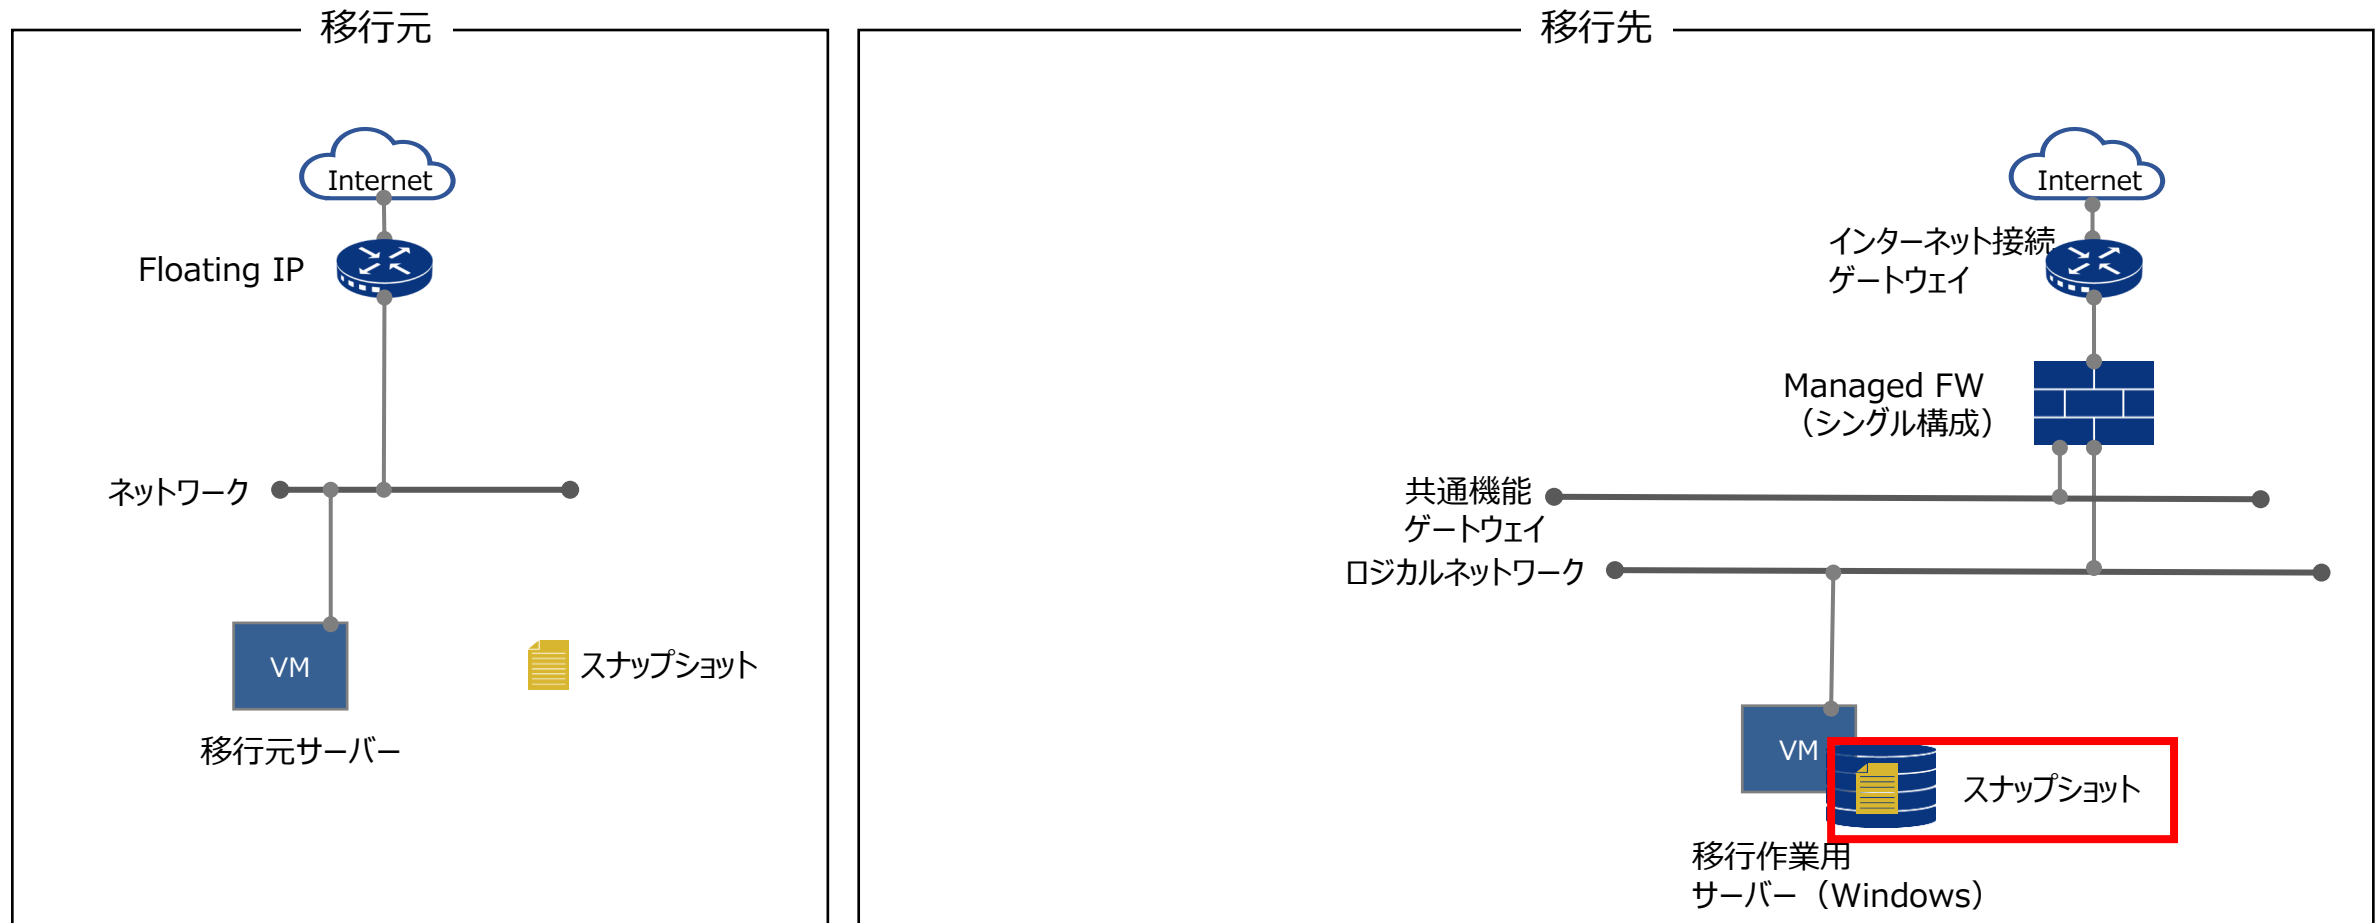 移行元
Internet
Floating IP
ネットワーク
VM
スナップショット
移行元サーバー
移行先
Internet
インターネット接続
ゲートウェイ
Managed FW
（シングル構成）
共通機能
ゲートウェイ
ロジカルネットワーク
VM
スナップショット
移行作業用
サーバー（Windows）